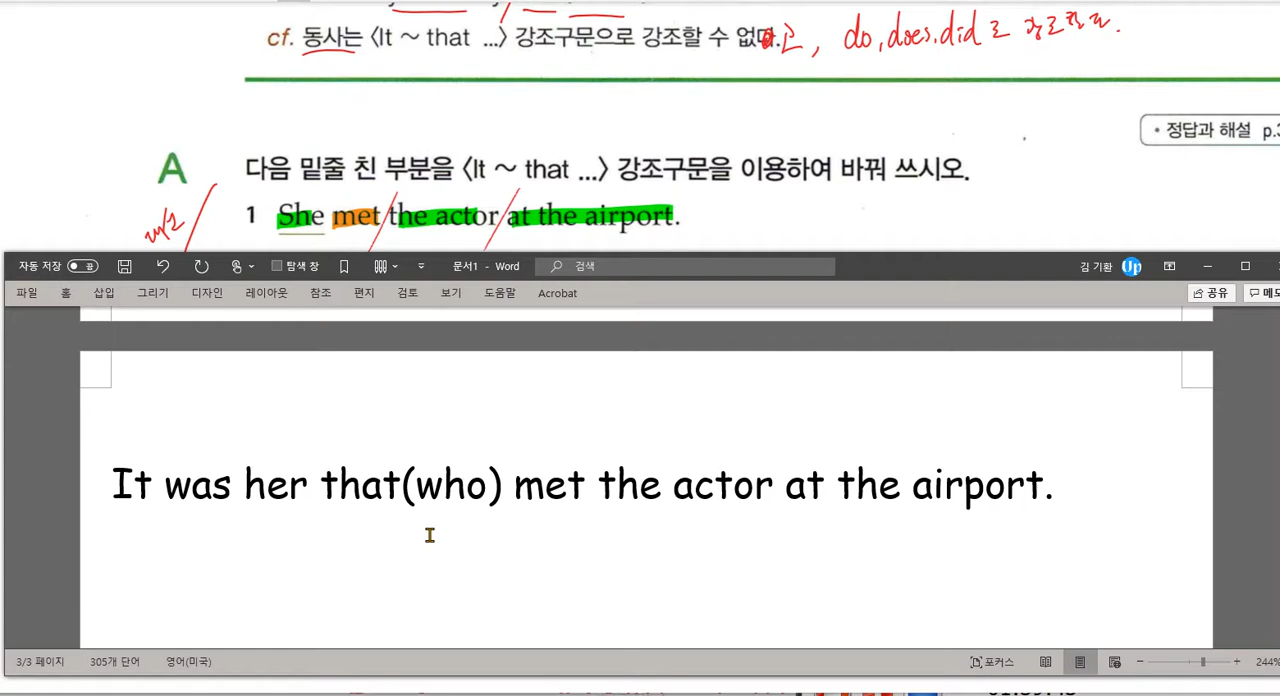 cf. 동사는 〈It ~ that ...〉 강조구문으로 강조할 수 없다.고, do, does, did로
• 정답과 해설 p.3
A 다음 밑줄 친 부분을 〈It ~ that ...〉 강조구문을 이용하여 바꿔 쓰시오.
1 She met the actor at the airport.
자동 저장 끔 탐색 창 문서1 - Word 검색 김 기환 Up
파일 홈 삽입 그리기 디자인 레이아웃 참조 편지 검토 보기 도움말 Acrobat 공유 메모
It was her that(who) met the actor at the airport.
3/3 페이지 305개 단어 영어(미국) 포커스 244%